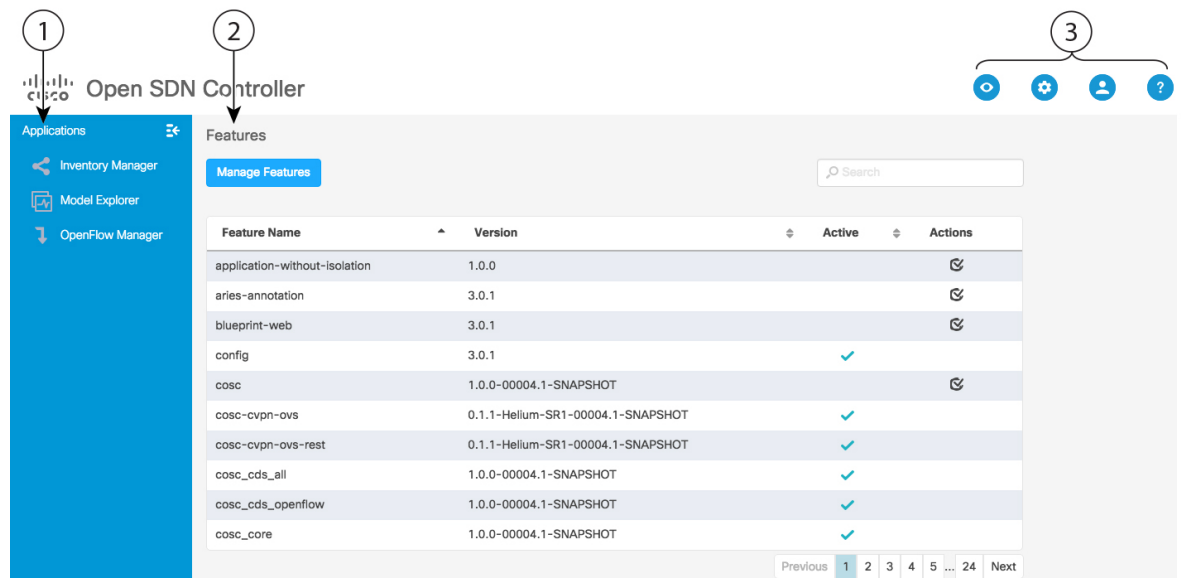 1
2
3
cisco Open SDN Controller
?
Applications
Features
Inventory Manager
Manage Features
Search
Model Explorer
OpenFlow Manager
Feature Name Version Active Actions
application-without-isolation 1.0.0
aries-annotation 3.0.1
blueprint-web 3.0.1
config 3.0.1
cosc 1.0.0-00004.1-SNAPSHOT
cosc-cvpn-ovs 0.1.1-Helium-SR1-00004.1-SNAPSHOT
cosc-cvpn-ovs-rest 0.1.1-Helium-SR1-00004.1-SNAPSHOT
cosc_cds_all 1.0.0-00004.1-SNAPSHOT
cosc_cds_openflow 1.0.0-00004.1-SNAPSHOT
cosc_core 1.0.0-00004.1-SNAPSHOT
Previous 1 2 3 4 5 ... 24 Next